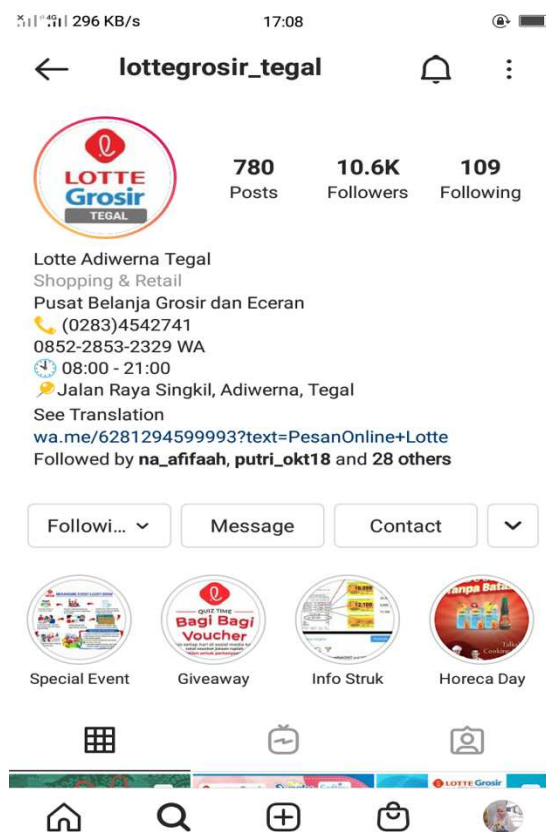 296 KB/s 17:08
lottegrosir_tegal
LOTTE
Grosir
TEGAL
780 10.6K 109
Posts Followers Following
Lotte Adiwerna Tegal
Shopping & Retail
Pusat Belanja Grosir dan Eceran
📞 (0283)4542741
0852-2853-2329 WA
🕙 08:00 - 21:00
Jalan Raya Singkil, Adiwerna, Tegal
See Translation
wa.me/6281294599993?text=PesanOnline+Lotte
Followed by na_afifaah, putri_okt18 and 28 others
Followi... Message Contact
QUIZ TIME
Bagi Bagi
Voucher
Special Event Giveaway Info Struk Horeca Day
LOTTE Grosir